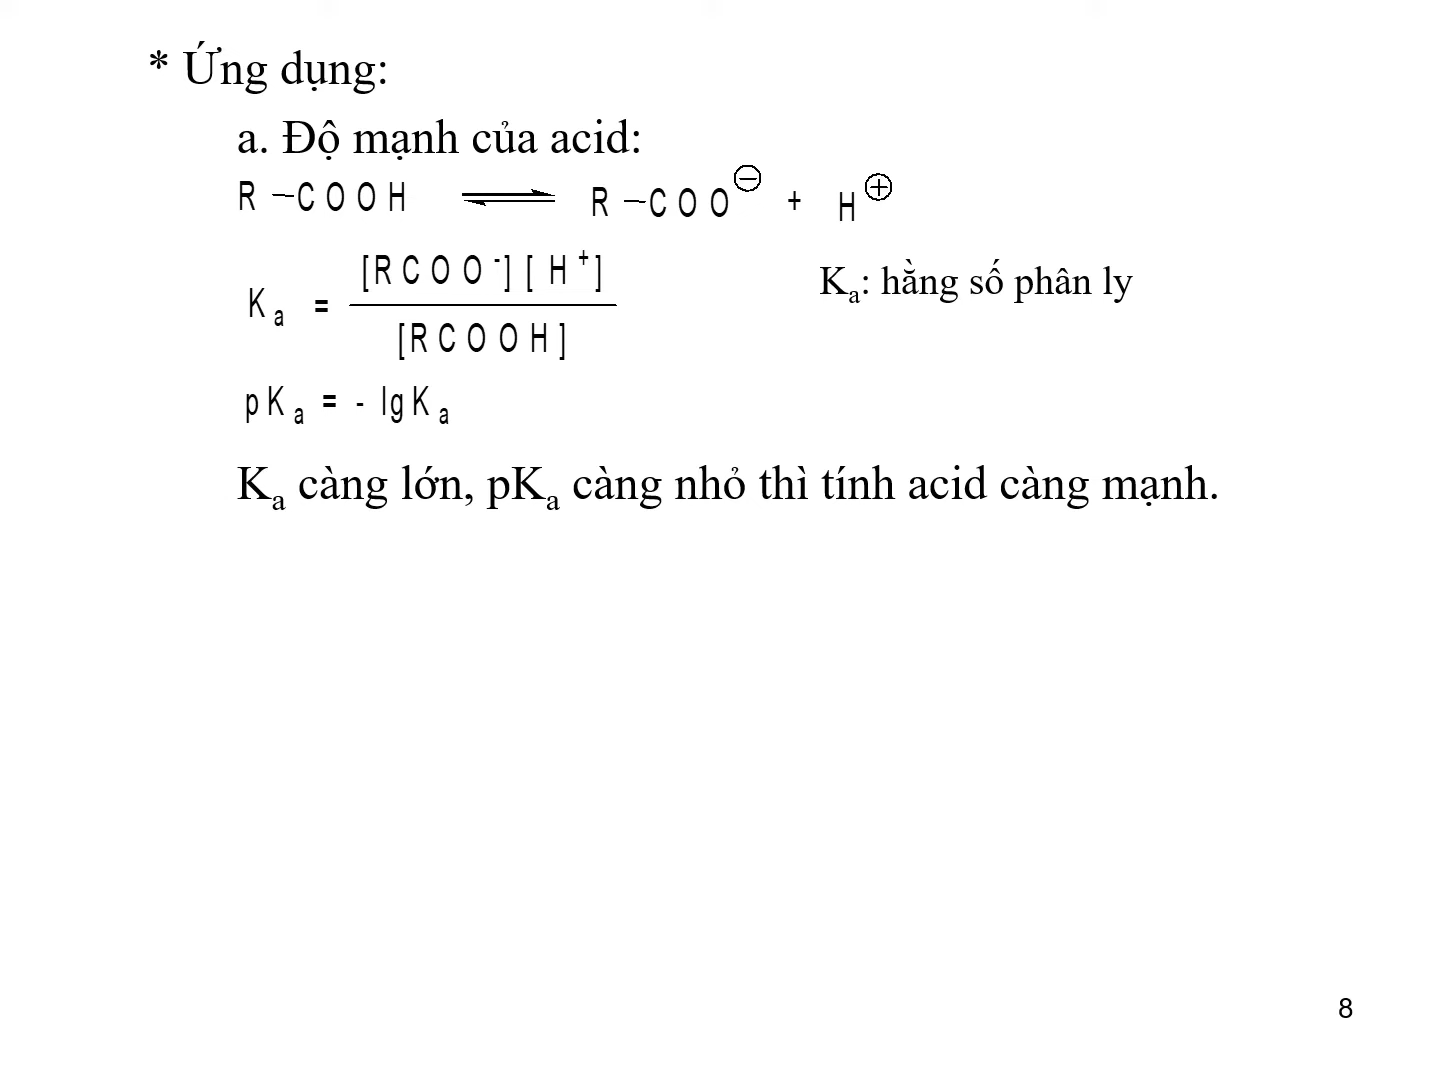 * Ứng dụng:
a. Độ mạnh của acid:
R – COOH ⇌ R – COO⊖ + H⊕
Kₐ = [RCOO⁻][H⁺] / [RCOOH]
Kₐ: hằng số phân ly
pKₐ = - lgKₐ
Kₐ càng lớn, pKₐ càng nhỏ thì tính acid càng mạnh.
8